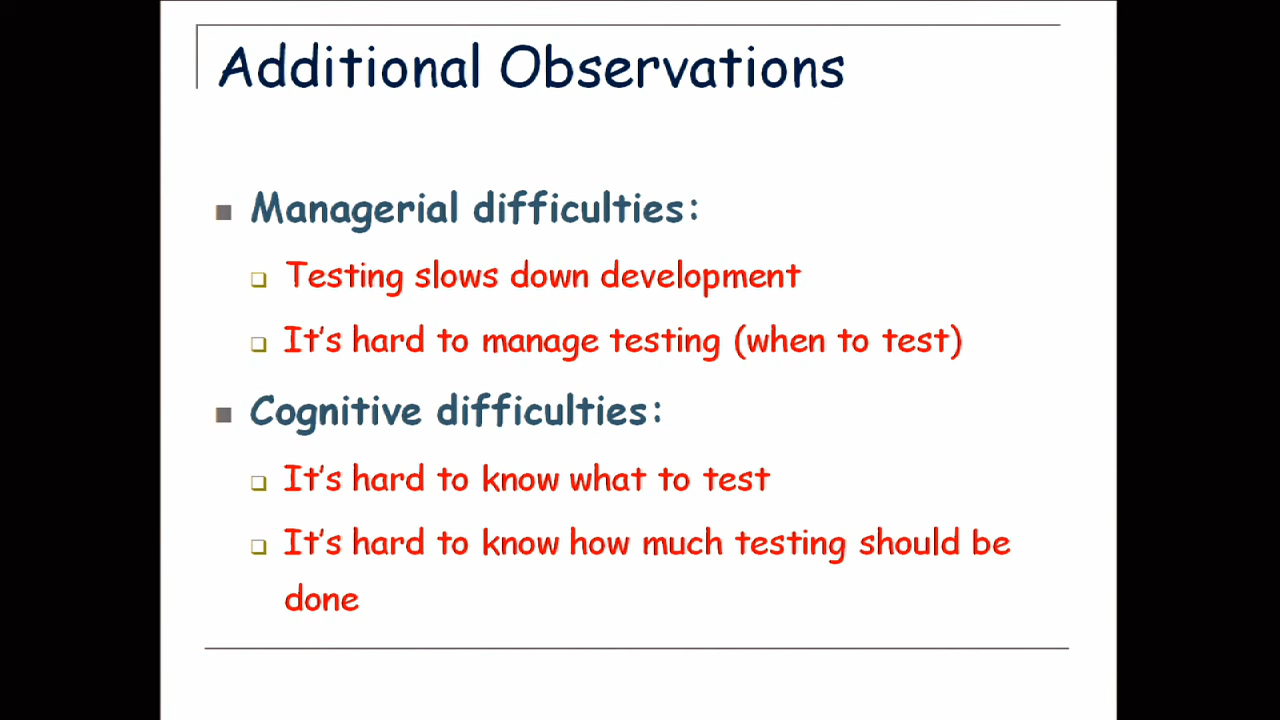 Additional Observations
Managerial difficulties:
Testing slows down development
It's hard to manage testing (when to test)
Cognitive difficulties:
It's hard to know what to test
It's hard to know how much testing should be
done